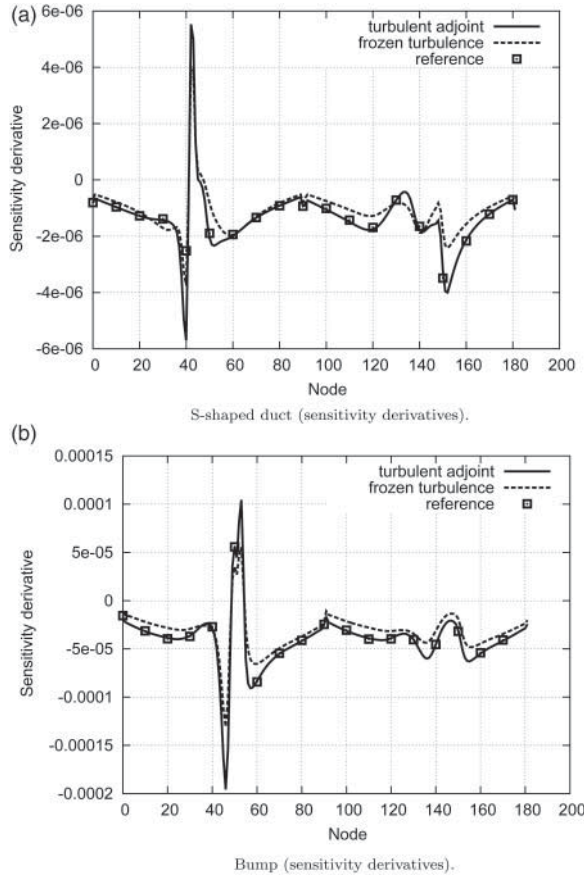 (a)
6e-06
4e-06
2e-06
0
-2e-06
-4e-06
-6e-06
Sensitivity derivative
turbulent adjoint
frozen turbulence
reference
0 20 40 60 80 100 120 140 160 180 200
Node
S-shaped duct (sensitivity derivatives).
(b)
0.00015
0.0001
5e-05
0
-5e-05
-0.0001
-0.00015
-0.0002
Sensitivity derivative
turbulent adjoint
frozen turbulence
reference
0 20 40 60 80 100 120 140 160 180 200
Node
Bump (sensitivity derivatives).